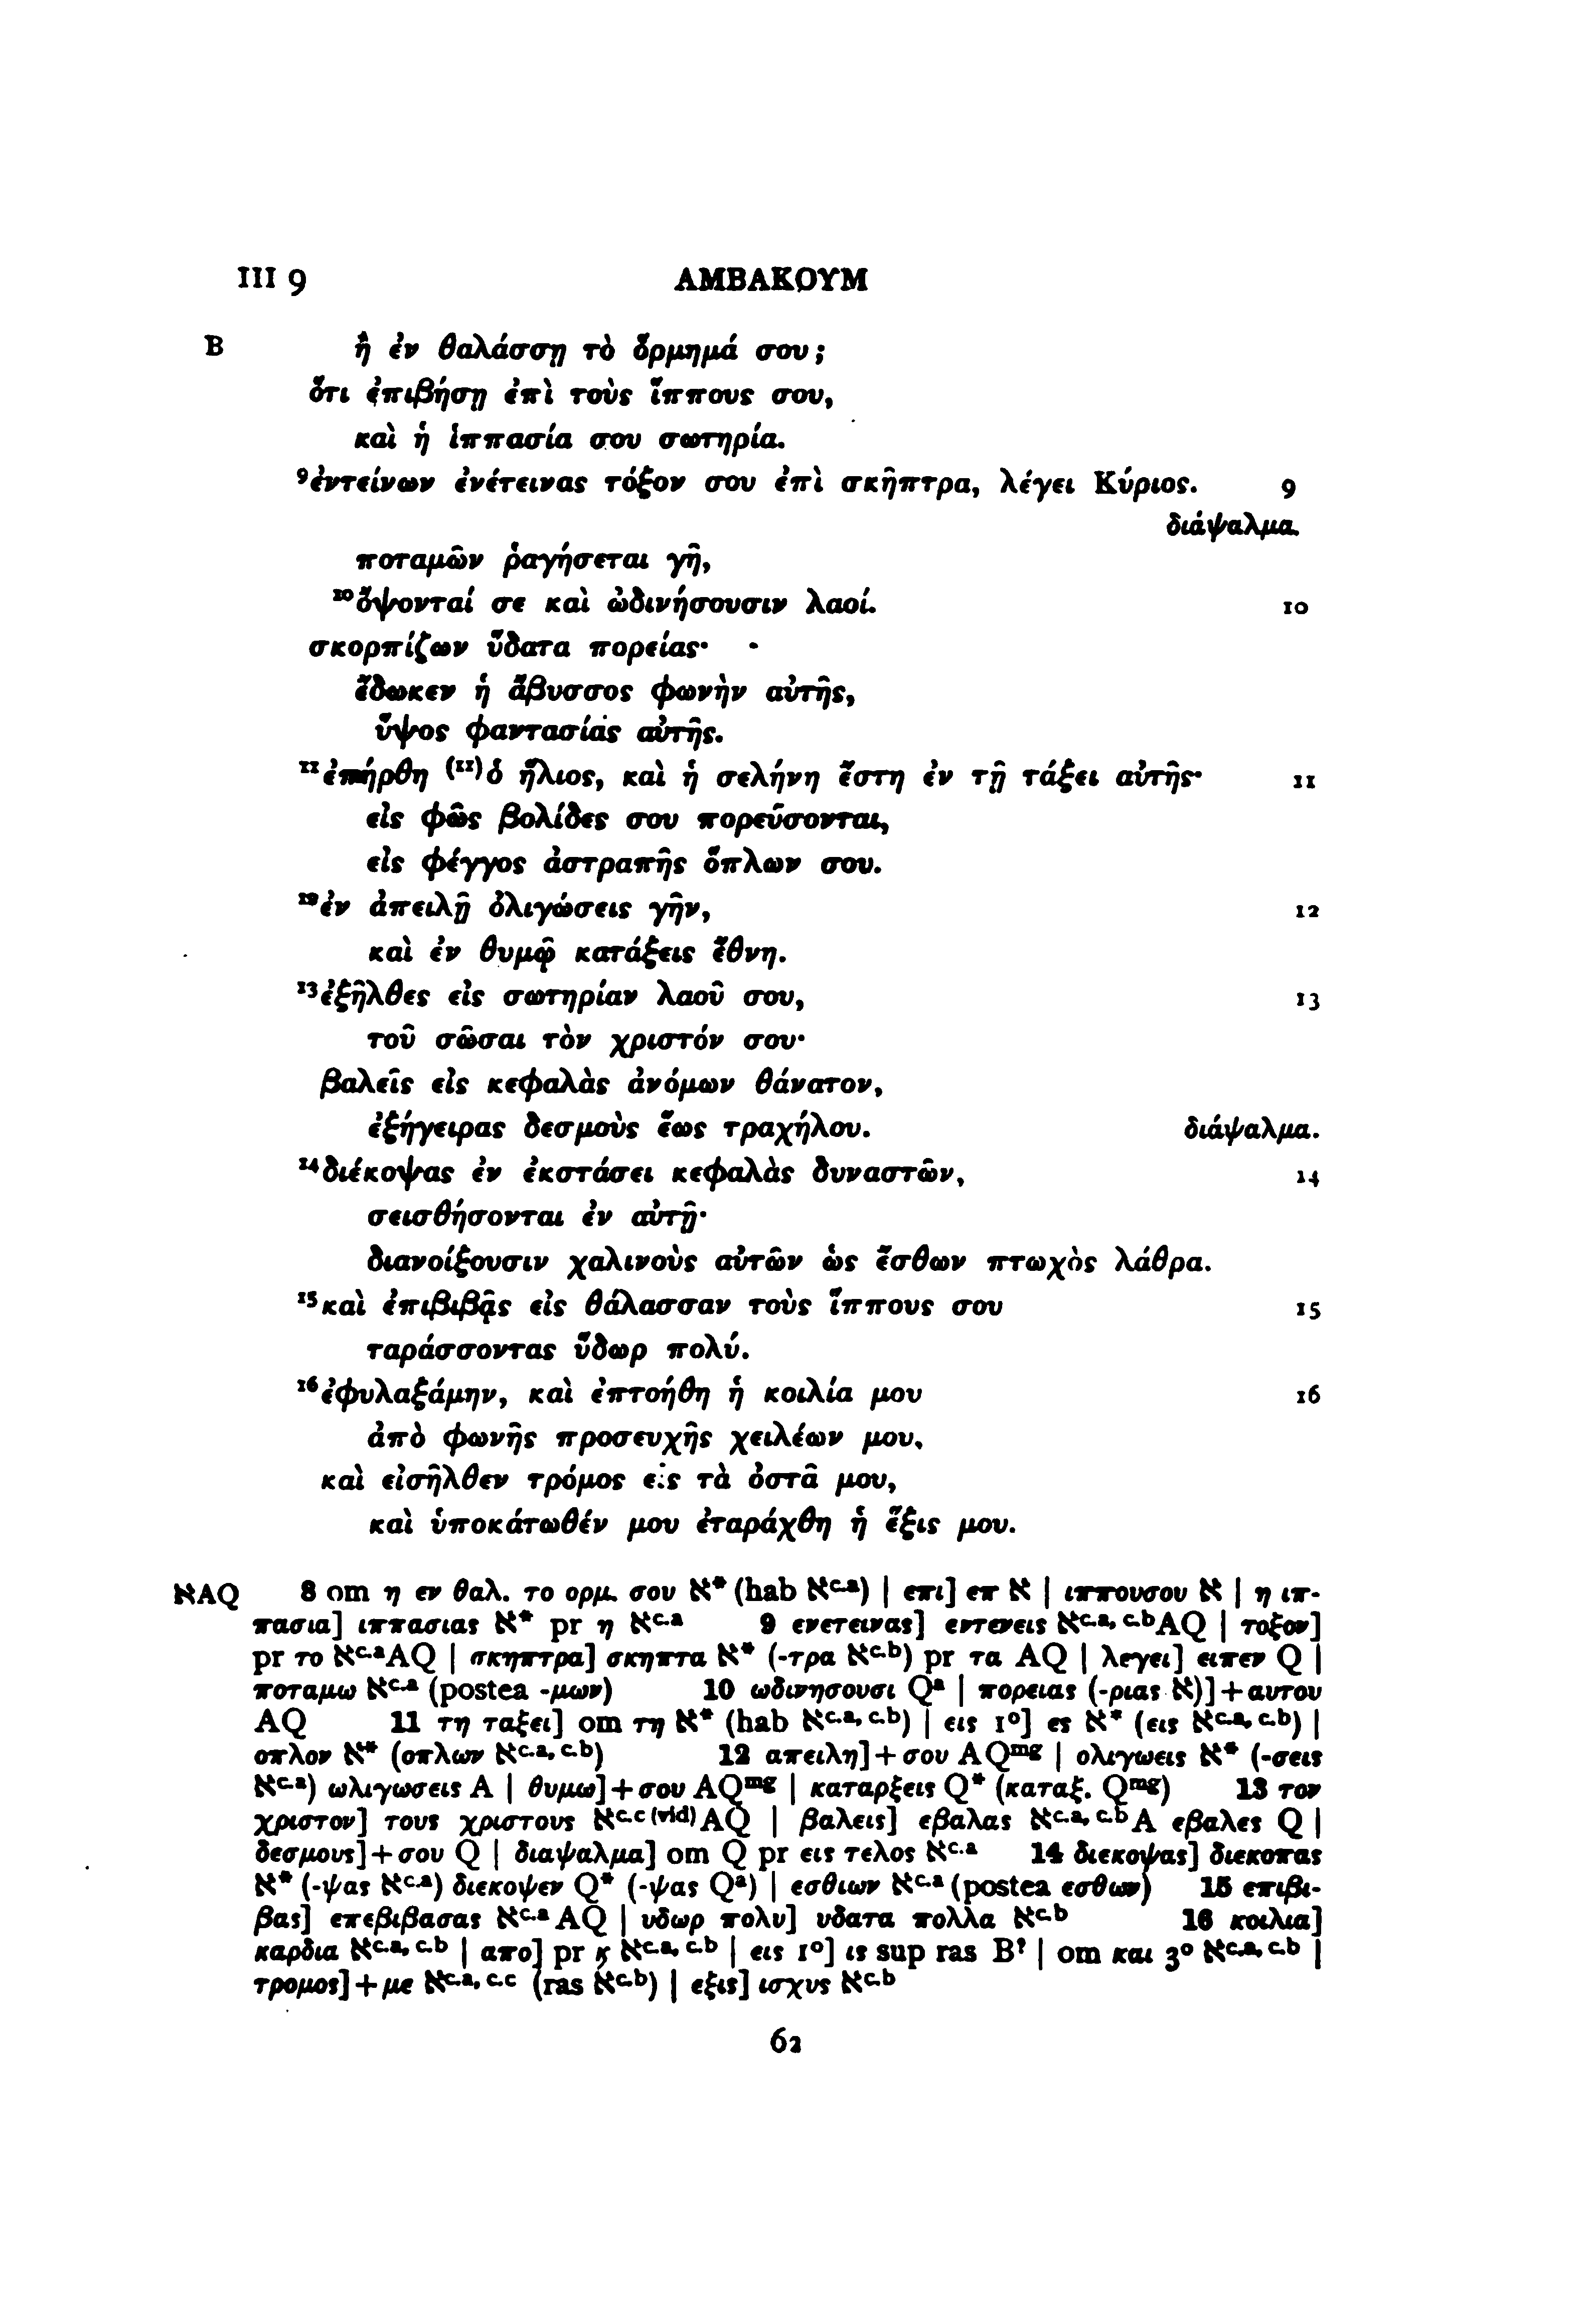 III 9 ΑΜΒΑΚΟΥΜ
B ἢ ἐν θαλάσσῃ τὸ ὅρμημά σου;
ὅτι ἐπιβήσῃ ἐπὶ τοὺς ἵππους σου,
καὶ ἡ ἱππασία σου σωτηρία.
⁹ἐντείνων ἐνέτεινας τόξον σου ἐπὶ σκῆπτρα, λέγει Κύριος. 9
διάψαλμα.
ποταμῶν ῥαγήσεται γῆ,
¹⁰ὄψονταί σε καὶ ὠδινήσουσιν λαοί. 10
σκορπίζων ὕδατα πορείας·
ἔδωκεν ἡ ἄβυσσος φωνὴν αὐτῆς,
ὕψος φαντασίας αὐτῆς.
¹¹ἐπήρθη ⁽¹¹⁾ὁ ἥλιος, καὶ ἡ σελήνη ἔστη ἐν τῇ τάξει αὐτῆς· 11
εἰς φῶς βολίδες σου πορεύσονται,
εἰς φέγγος ἀστραπῆς ὅπλων σου.
¹²ἐν ἀπειλῇ ὀλιγώσεις γῆν, 12
καὶ ἐν θυμῷ κατάξεις ἔθνη.
¹³ἐξῆλθες εἰς σωτηρίαν λαοῦ σου, 13
τοῦ σῶσαι τὸν χριστόν σου·
βαλεῖς εἰς κεφαλὰς ἀνόμων θάνατον,
ἐξήγειρας δεσμοὺς ἕως τραχήλου. διάψαλμα.
¹⁴διέκοψας ἐν ἐκστάσει κεφαλὰς δυναστῶν, 14
σεισθήσονται ἐν αὐτῇ·
διανοίξουσιν χαλινοὺς αὐτῶν ὡς ἔσθων πτωχὸς λάθρα.
¹⁵καὶ ἐπιβιβᾷς εἰς θάλασσαν τοὺς ἵππους σου 15
ταράσσοντας ὕδωρ πολύ.
¹⁶ἐφυλαξάμην, καὶ ἐπτοήθη ἡ κοιλία μου 16
ἀπὸ φωνῆς προσευχῆς χειλέων μου,
καὶ εἰσῆλθεν τρόμος εἰς τὰ ὀστᾶ μου,
καὶ ὑποκάτωθέν μου ἐταράχθη ἡ ἕξις μου.
אAQ 8 om η εν θαλ. το ορμ. σου א* (hab א^c.a) | επι] επ א | ιππουσου א | η ιπ-
πασια] ιππασιας א* pr η א^c.a 9 ενετεινας] εντενεις א^c.a, c.b AQ | τοξον]
pr το א^c.a AQ | σκηπτρα] σκηπτα א* (-τρα א^c.b) pr τα AQ | λεγει] ειπεν Q |
ποταμω א^c.a (postea -μων) 10 ωδινησουσι Q^a | πορειας (-ριας א)]+αυτου
AQ 11 τη ταξει] om τη א* (hab א^c.a, c.b) | εις 1°] ες א* (εις א^c.a, c.b) |
οπλον א* (οπλων א^c.a, c.b) 12 απειλη]+σου AQ^mg | ολιγωεις א* (-σεις
א^c.a) ωλιγωσεις A | θυμω]+σου AQ^mg | καταρξεις Q* (καταξ. Q^mg) 13 τον
χριστον] τους χριστους א^c.c (vid) AQ | βαλεις] εβαλας א^c.a, c.b A εβαλες Q |
δεσμους]+σου Q | διαψαλμα] om Q pr εις τελος א^c.a 14 διεκοψας] διεκοπας
א* (-ψας א^c.a) διεκοψεν Q* (-ψας Q^a) | εσθιων א^c.a (postea εσθων) 15 επιβι-
βας] επεβιβασας א^c.a AQ | υδωρ πολυ] υδατα πολλα א^c.b 16 κοιλια]
καρδια א^c.a, c.b | απο] pr ϗ א^c.a, c.b | εις 1°] ις sup ras B^? | om και 3° א^c.a, c.b |
τρομος]+με א^c.a, c.c (ras א^c.b) | εξις] ισχυς א^c.b
62